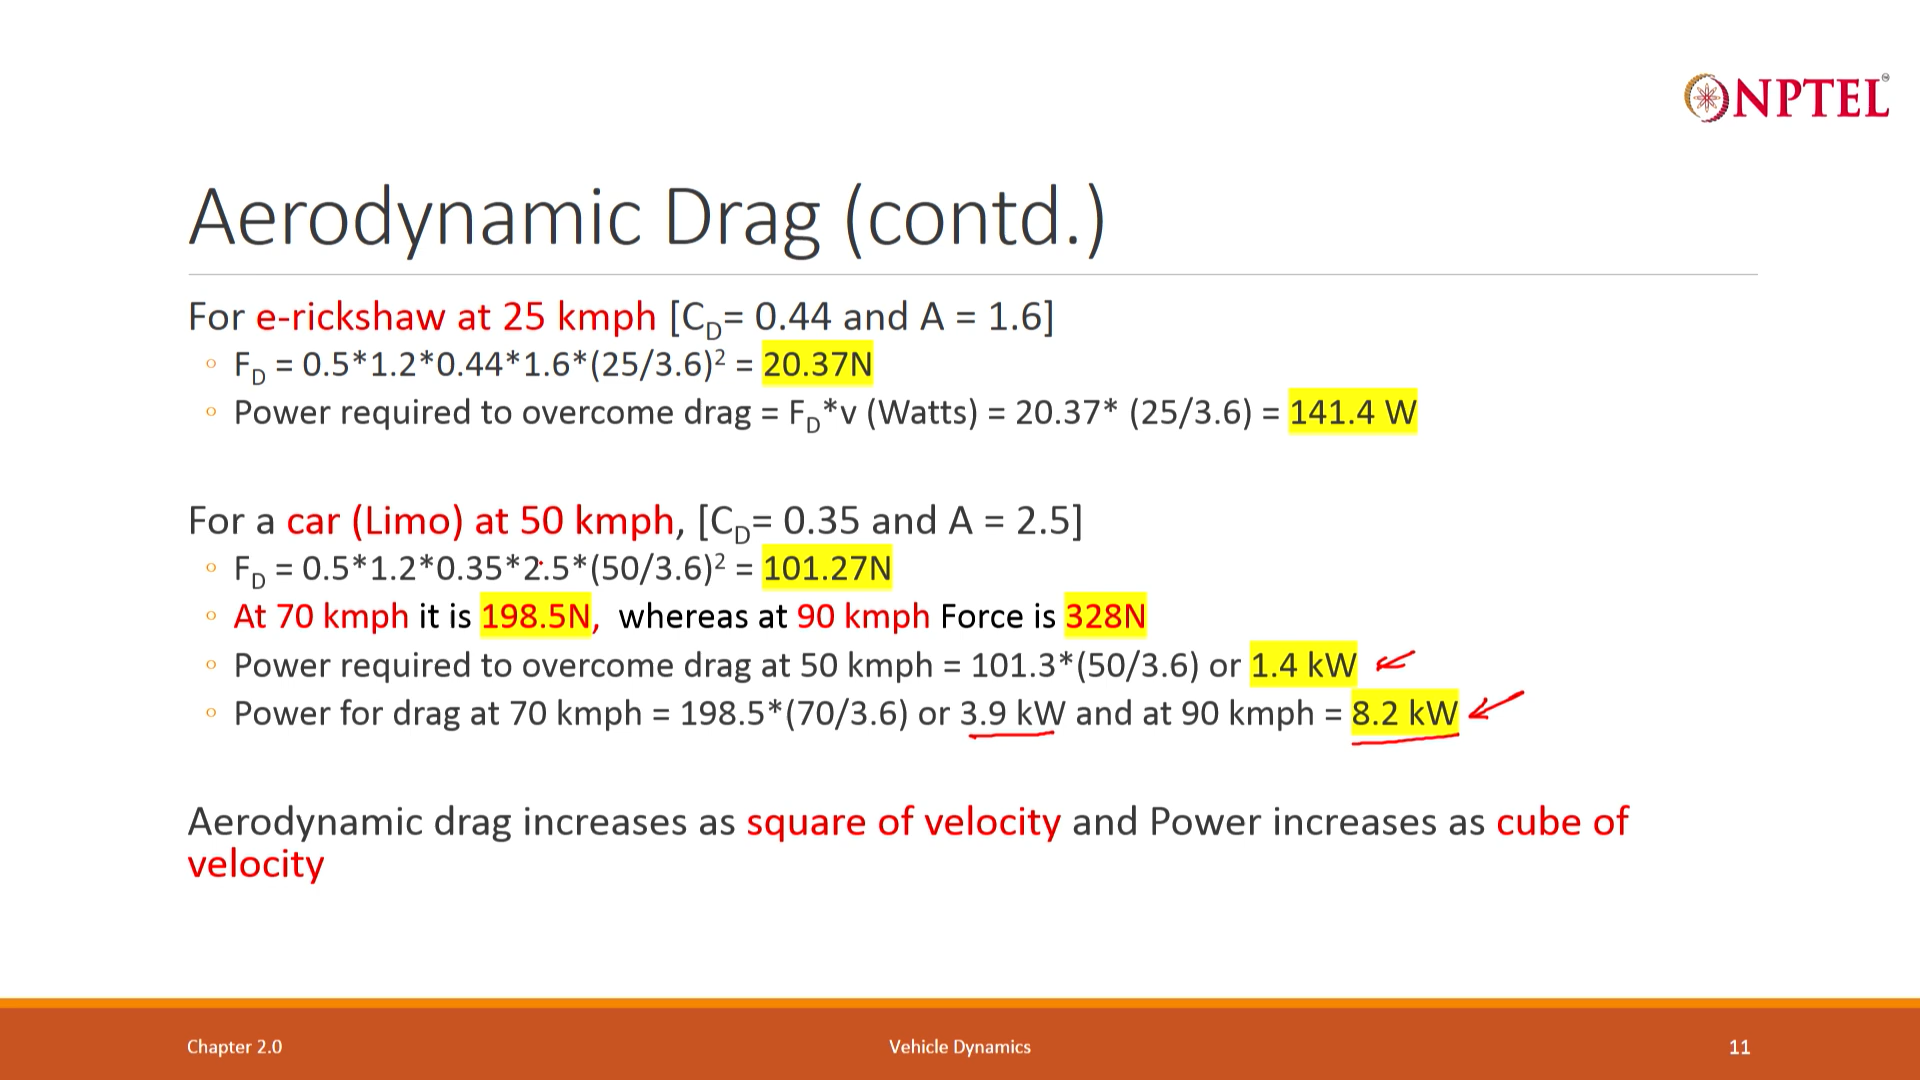 NPTEL
Aerodynamic Drag (contd.)
For e-rickshaw at 25 kmph [CD= 0.44 and A = 1.6]
◦ FD = 0.5*1.2*0.44*1.6*(25/3.6)² = 20.37N
◦ Power required to overcome drag = FD*v (Watts) = 20.37* (25/3.6) = 141.4 W
For a car (Limo) at 50 kmph, [CD= 0.35 and A = 2.5]
◦ FD = 0.5*1.2*0.35*2.5*(50/3.6)² = 101.27N
◦ At 70 kmph it is 198.5N, whereas at 90 kmph Force is 328N
◦ Power required to overcome drag at 50 kmph = 101.3*(50/3.6) or 1.4 kW
◦ Power for drag at 70 kmph = 198.5*(70/3.6) or 3.9 kW and at 90 kmph = 8.2 kW
Aerodynamic drag increases as square of velocity and Power increases as cube of
velocity
Chapter 2.0
Vehicle Dynamics
11